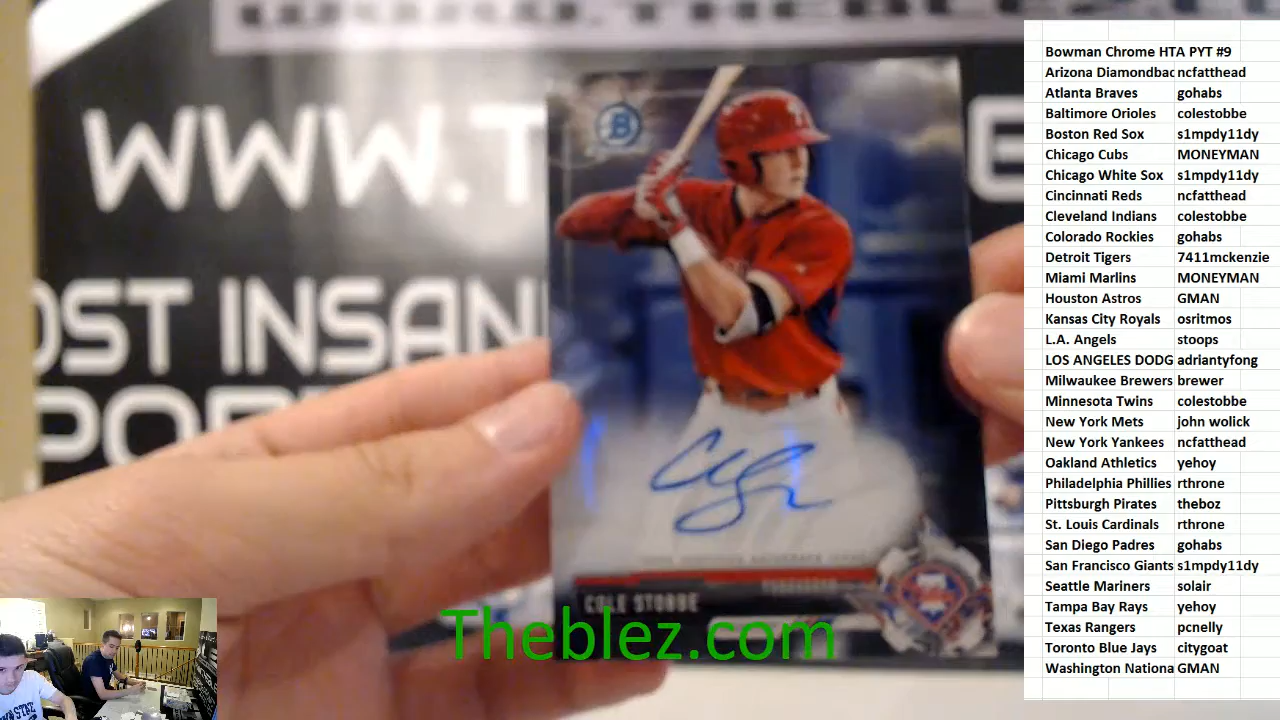 WWW.T
OST INSAN
B
COLE STOBBE
Phillies
Theblez.com
Bowman Chrome HTA PYT #9
Arizona Diamondbac ncfatthead
Atlanta Braves gohabs
Baltimore Orioles colestobbe
Boston Red Sox s1mpdy11dy
Chicago Cubs MONEYMAN
Chicago White Sox s1mpdy11dy
Cincinnati Reds ncfatthead
Cleveland Indians colestobbe
Colorado Rockies gohabs
Detroit Tigers 7411mckenzie
Miami Marlins MONEYMAN
Houston Astros GMAN
Kansas City Royals osritmos
L.A. Angels stoops
LOS ANGELES DODG adriantyfong
Milwaukee Brewers brewer
Minnesota Twins colestobbe
New York Mets john wolick
New York Yankees ncfatthead
Oakland Athletics yehoy
Philadelphia Phillies rthrone
Pittsburgh Pirates theboz
St. Louis Cardinals rthrone
San Diego Padres gohabs
San Francisco Giants s1mpdy11dy
Seattle Mariners solair
Tampa Bay Rays yehoy
Texas Rangers pcnelly
Toronto Blue Jays citygoat
Washington Nationa GMAN